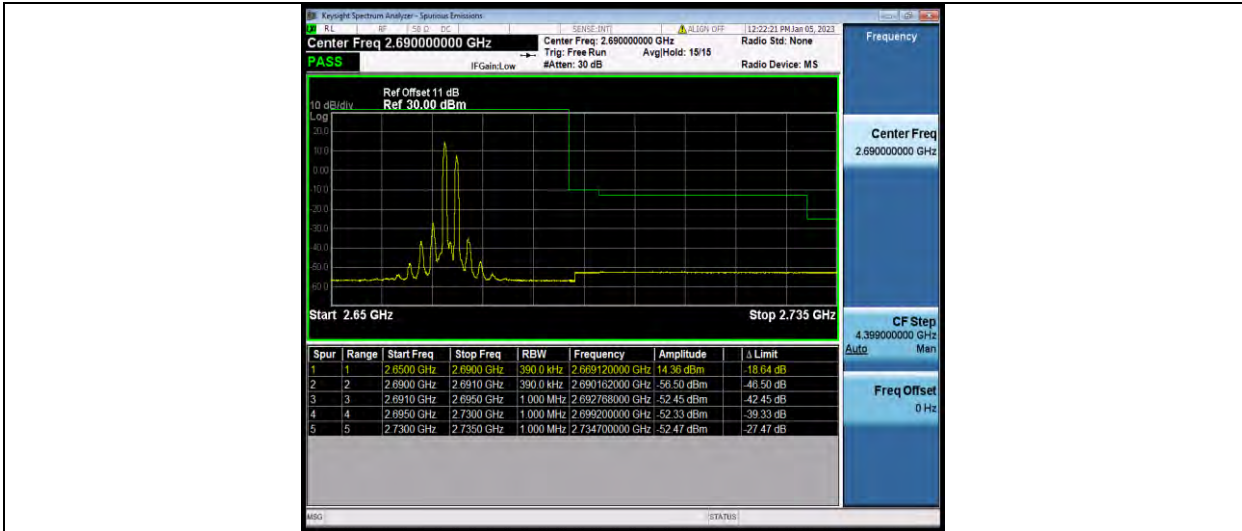 Keysight Spectrum Analyzer - Spurious Emissions
RL RF 50 Ω DC SENSE:INT ALIGN OFF 12:22:21 PM Jan 05, 2023
Center Freq 2.690000000 GHz Center Freq: 2.690000000 GHz Radio Std: None
Trig: Free Run Avg|Hold: 15/15
PASS IFGain:Low #Atten: 30 dB Radio Device: MS
Frequency
Ref Offset 11 dB
10 dB/div Ref 30.00 dBm
Log
20.0
10.0
0.00
-10.0
-20.0
-30.0
-40.0
-50.0
-60.0
Start 2.65 GHz Stop 2.735 GHz
Center Freq
2.690000000 GHz
CF Step
4.399000000 GHz
Auto Man
Freq Offset
0 Hz
Spur Range Start Freq Stop Freq RBW Frequency Amplitude Δ Limit
1 1 2.6500 GHz 2.6900 GHz 390.0 kHz 2.669120000 GHz 14.36 dBm -18.64 dB
2 2 2.6900 GHz 2.6910 GHz 390.0 kHz 2.690162000 GHz -56.50 dBm -46.50 dB
3 3 2.6910 GHz 2.6950 GHz 1.000 MHz 2.692768000 GHz -52.45 dBm -42.45 dB
4 4 2.6950 GHz 2.7300 GHz 1.000 MHz 2.699200000 GHz -52.33 dBm -39.33 dB
5 5 2.7300 GHz 2.7350 GHz 1.000 MHz 2.734700000 GHz -52.47 dBm -27.47 dB
MSG STATUS